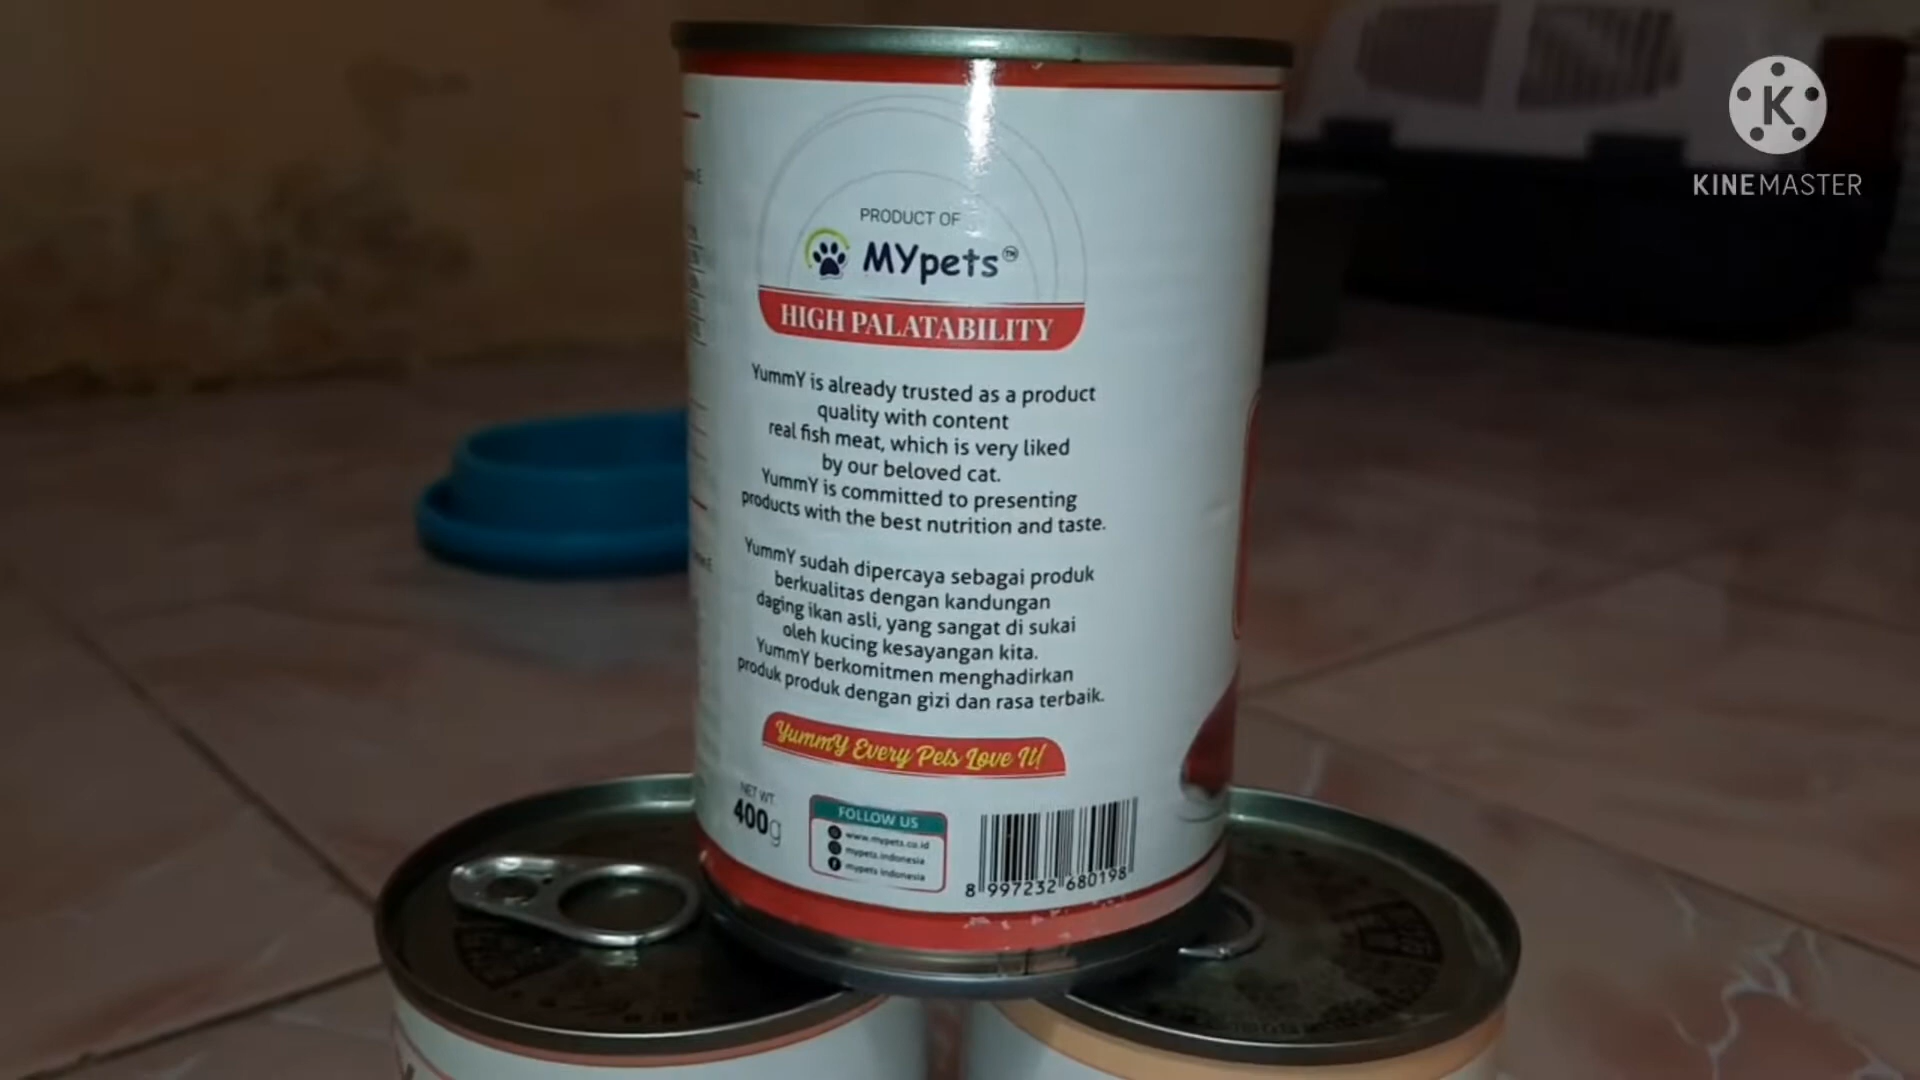 K
KINEMASTER
PRODUCT OF
MYpets™
HIGH PALATABILITY
YummY is already trusted as a product
quality with content
real fish meat, which is very liked
by our beloved cat.
YummY is committed to presenting
products with the best nutrition and taste.
YummY sudah dipercaya sebagai produk
berkualitas dengan kandungan
daging ikan asli, yang sangat di sukai
oleh kucing kesayangan kita.
YummY berkomitmen menghadirkan
produk produk dengan gizi dan rasa terbaik.
YummY Every Pets Love It!
NET WT.
400g
FOLLOW US
www.mypets.co.id
mypets.indonesia
mypets indonesia
8 997232 680198